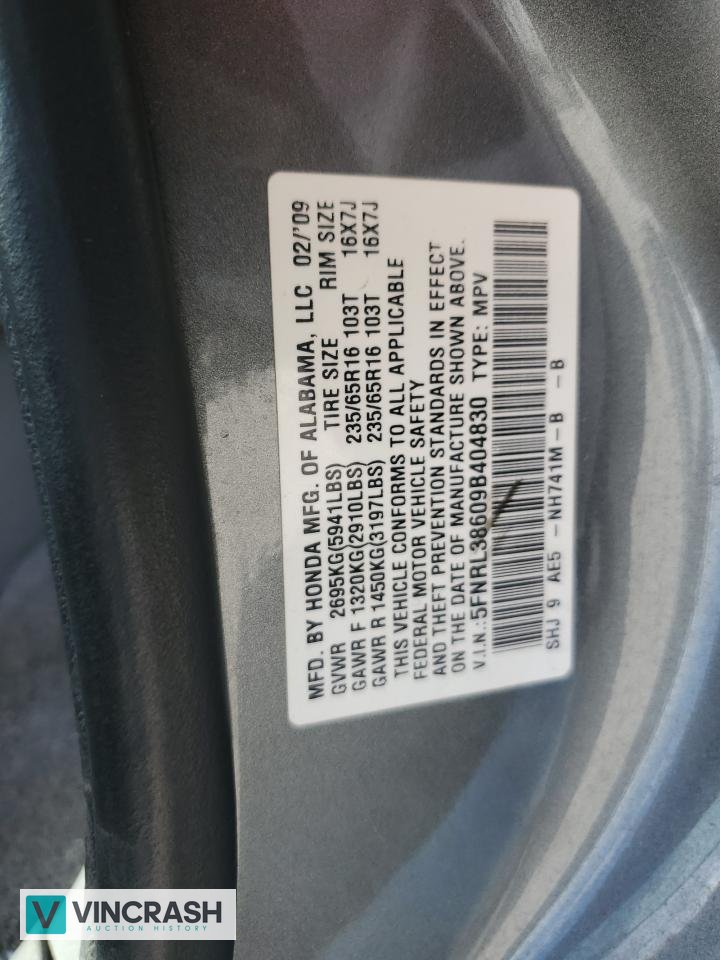 MFD. BY HONDA MFG. OF ALABAMA, LLC 02/'09
GVWR 2695KG(5941LBS) TIRE SIZE RIM SIZE
GAWR F 1320KG(2910LBS) 235/65R16 103T 16X7J
GAWR R 1450KG(3197LBS) 235/65R16 103T 16X7J
THIS VEHICLE CONFORMS TO ALL APPLICABLE
FEDERAL MOTOR VEHICLE SAFETY
AND THEFT PREVENTION STANDARDS IN EFFECT
ON THE DATE OF MANUFACTURE SHOWN ABOVE.
V.I.N.:5FNRL38609B404830 TYPE: MPV
SHJ 9 AE5 -NH741M-B -B
V VINCRASH
AUCTION HISTORY